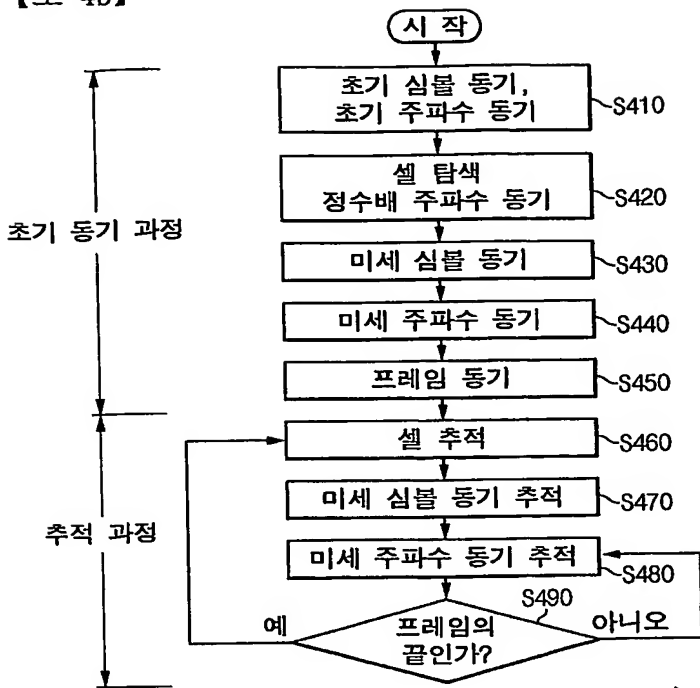 시 작
초기 심볼 동기,
초기 주파수 동기
S410
셀 탐색
정수배 주파수 동기
S420
초기 동기 과정
미세 심볼 동기
S430
미세 주파수 동기
S440
프레임 동기
S450
셀 추적
S460
미세 심볼 동기 추적
S470
추적 과정
미세 주파수 동기 추적
S480
S490
예
프레임의
끝인가?
아니오